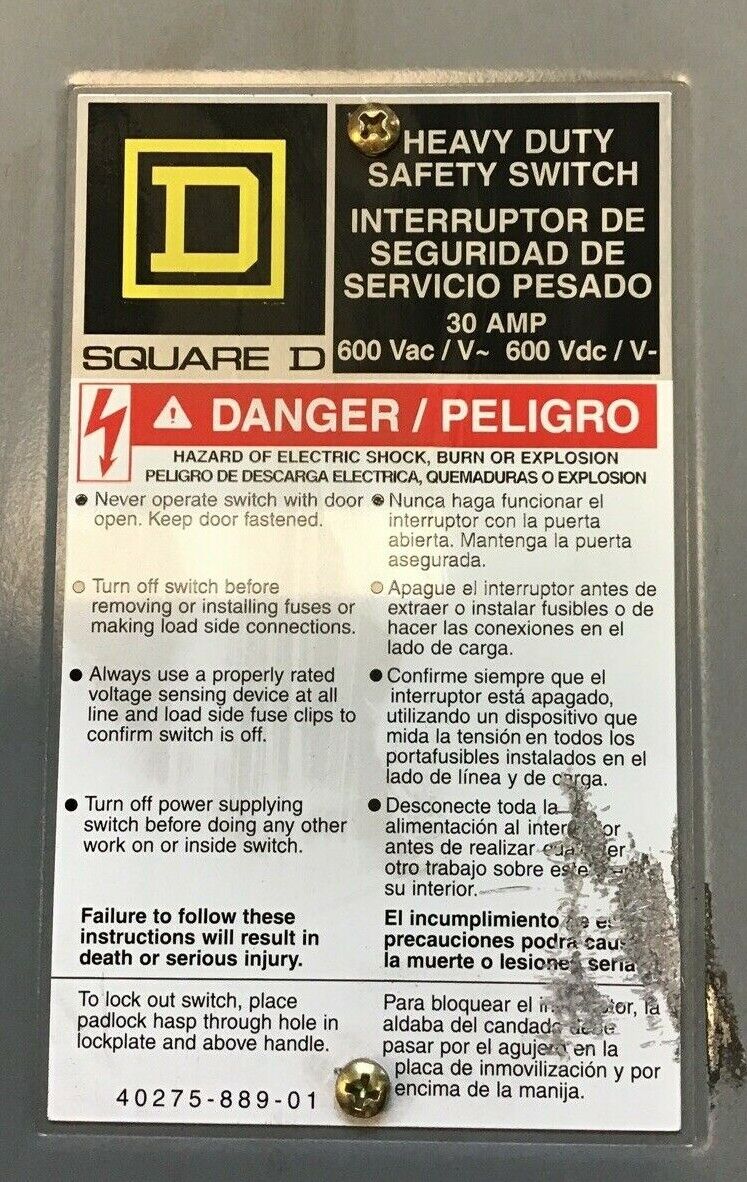 HEAVY DUTY
SAFETY SWITCH
INTERRUPTOR DE
SEGURIDAD DE
SERVICIO PESADO
30 AMP
600 Vac / V~ 600 Vdc / V-
D
SQUARE D
DANGER / PELIGRO
HAZARD OF ELECTRIC SHOCK, BURN OR EXPLOSION
PELIGRO DE DESCARGA ELECTRICA, QUEMADURAS O EXPLOSION
● Never operate switch with door
open. Keep door fastened.
● Turn off switch before
removing or installing fuses or
making load side connections.
● Always use a properly rated
voltage sensing device at all
line and load side fuse clips to
confirm switch is off.
● Turn off power supplying
switch before doing any other
work on or inside switch.
Failure to follow these
instructions will result in
death or serious injury.
● Nunca haga funcionar el
interruptor con la puerta
abierta. Mantenga la puerta
asegurada.
● Apague el interruptor antes de
extraer o instalar fusibles o de
hacer las conexiones en el
lado de carga.
● Confirme siempre que el
interruptor está apagado,
utilizando un dispositivo que
mida la tensión en todos los
portafusibles instalados en el
lado de línea y de carga.
● Desconecte toda la
alimentación al
antes de realizar
otro trabajo sobre
su interior.
El incumplimiento
precauciones podra
la muerte o lesiones
To lock out switch, place
padlock hasp through hole in
lockplate and above handle.
40275-889-01
Para bloquear el la
aldaba del candado
pasar por el agujero en la
placa de inmovilización y por
encima de la manija.